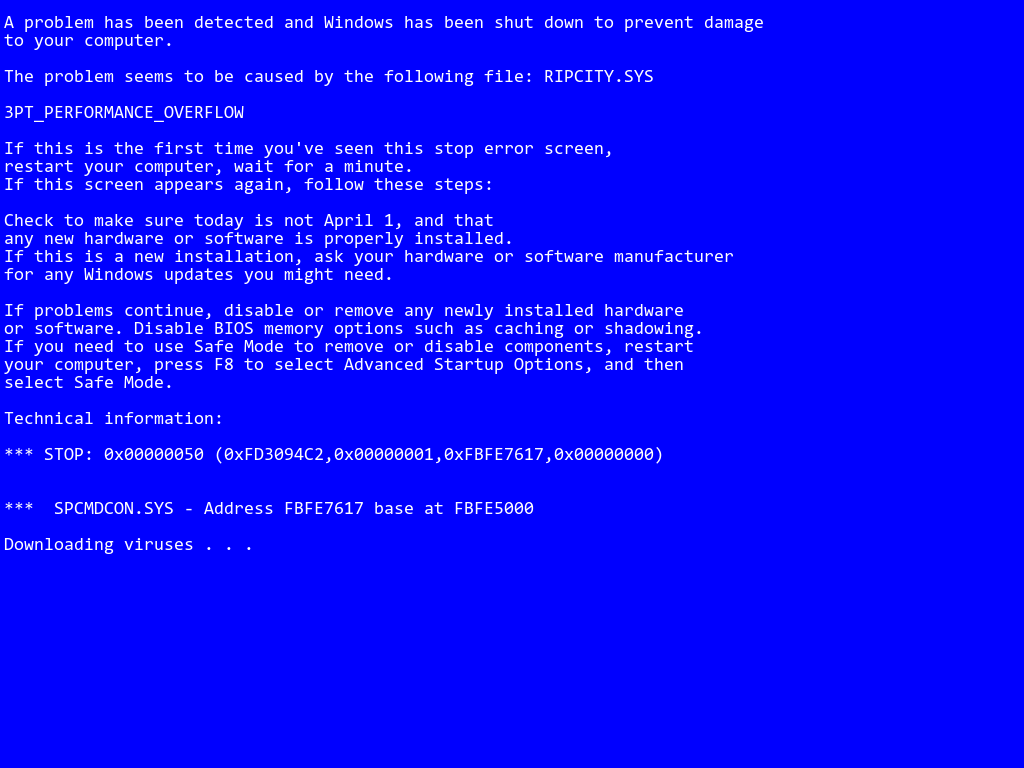 A problem has been detected and Windows has been shut down to prevent damage
to your computer.
The problem seems to be caused by the following file: RIPCITY.SYS
3PT_PERFORMANCE_OVERFLOW
If this is the first time you've seen this stop error screen,
restart your computer, wait for a minute.
If this screen appears again, follow these steps:
Check to make sure today is not April 1, and that
any new hardware or software is properly installed.
If this is a new installation, ask your hardware or software manufacturer
for any Windows updates you might need.
If problems continue, disable or remove any newly installed hardware
or software. Disable BIOS memory options such as caching or shadowing.
If you need to use Safe Mode to remove or disable components, restart
your computer, press F8 to select Advanced Startup Options, and then
select Safe Mode.
Technical information:
*** STOP: 0x00000050 (0xFD3094C2,0x00000001,0xFBFE7617,0x00000000)
***  SPCMDCON.SYS - Address FBFE7617 base at FBFE5000
Downloading viruses . . .